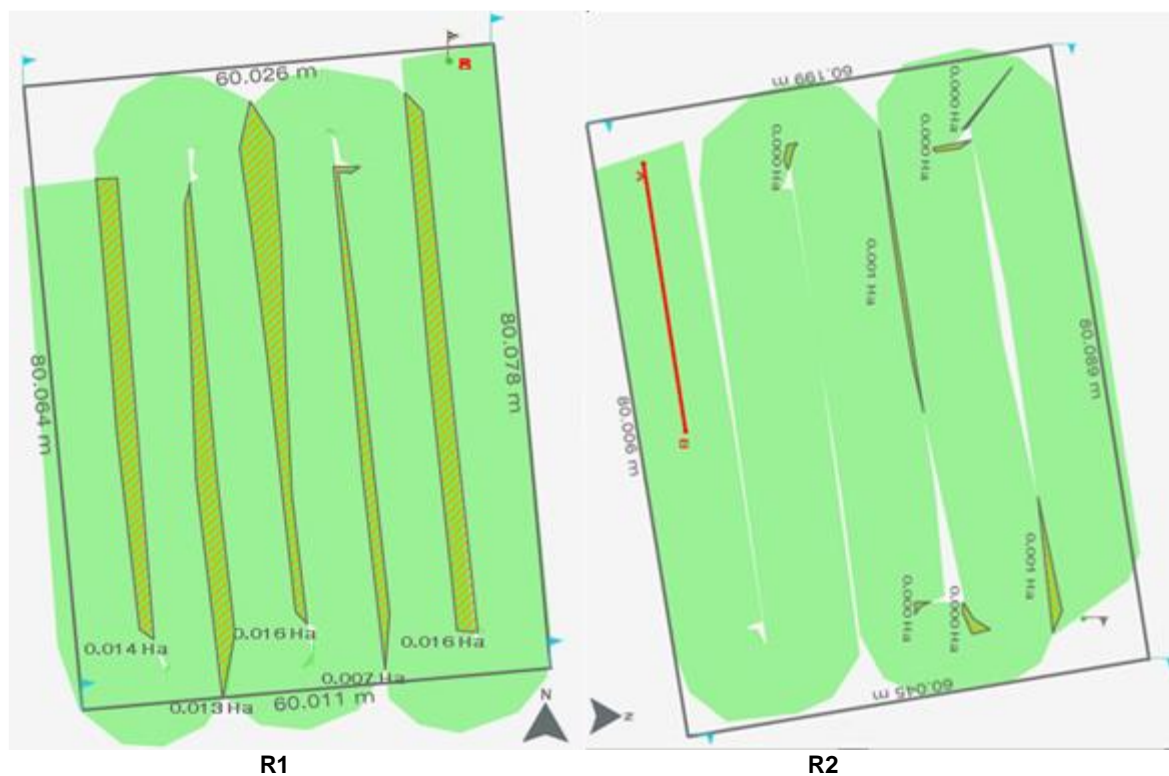 60.026 m
80.064 m
80.078 m
0.014 Ha
0.016 Ha
0.016 Ha
0.007 Ha
0.013 Ha
60.011 m
N
R1
60.199 m
0.000 Ha
0.000 Ha
0.000 Ha
0.001 Ha
80.089 m
80.006 m
B
0.001 Ha
0.000 Ha
0.000 Ha
60.045 m
N
R2